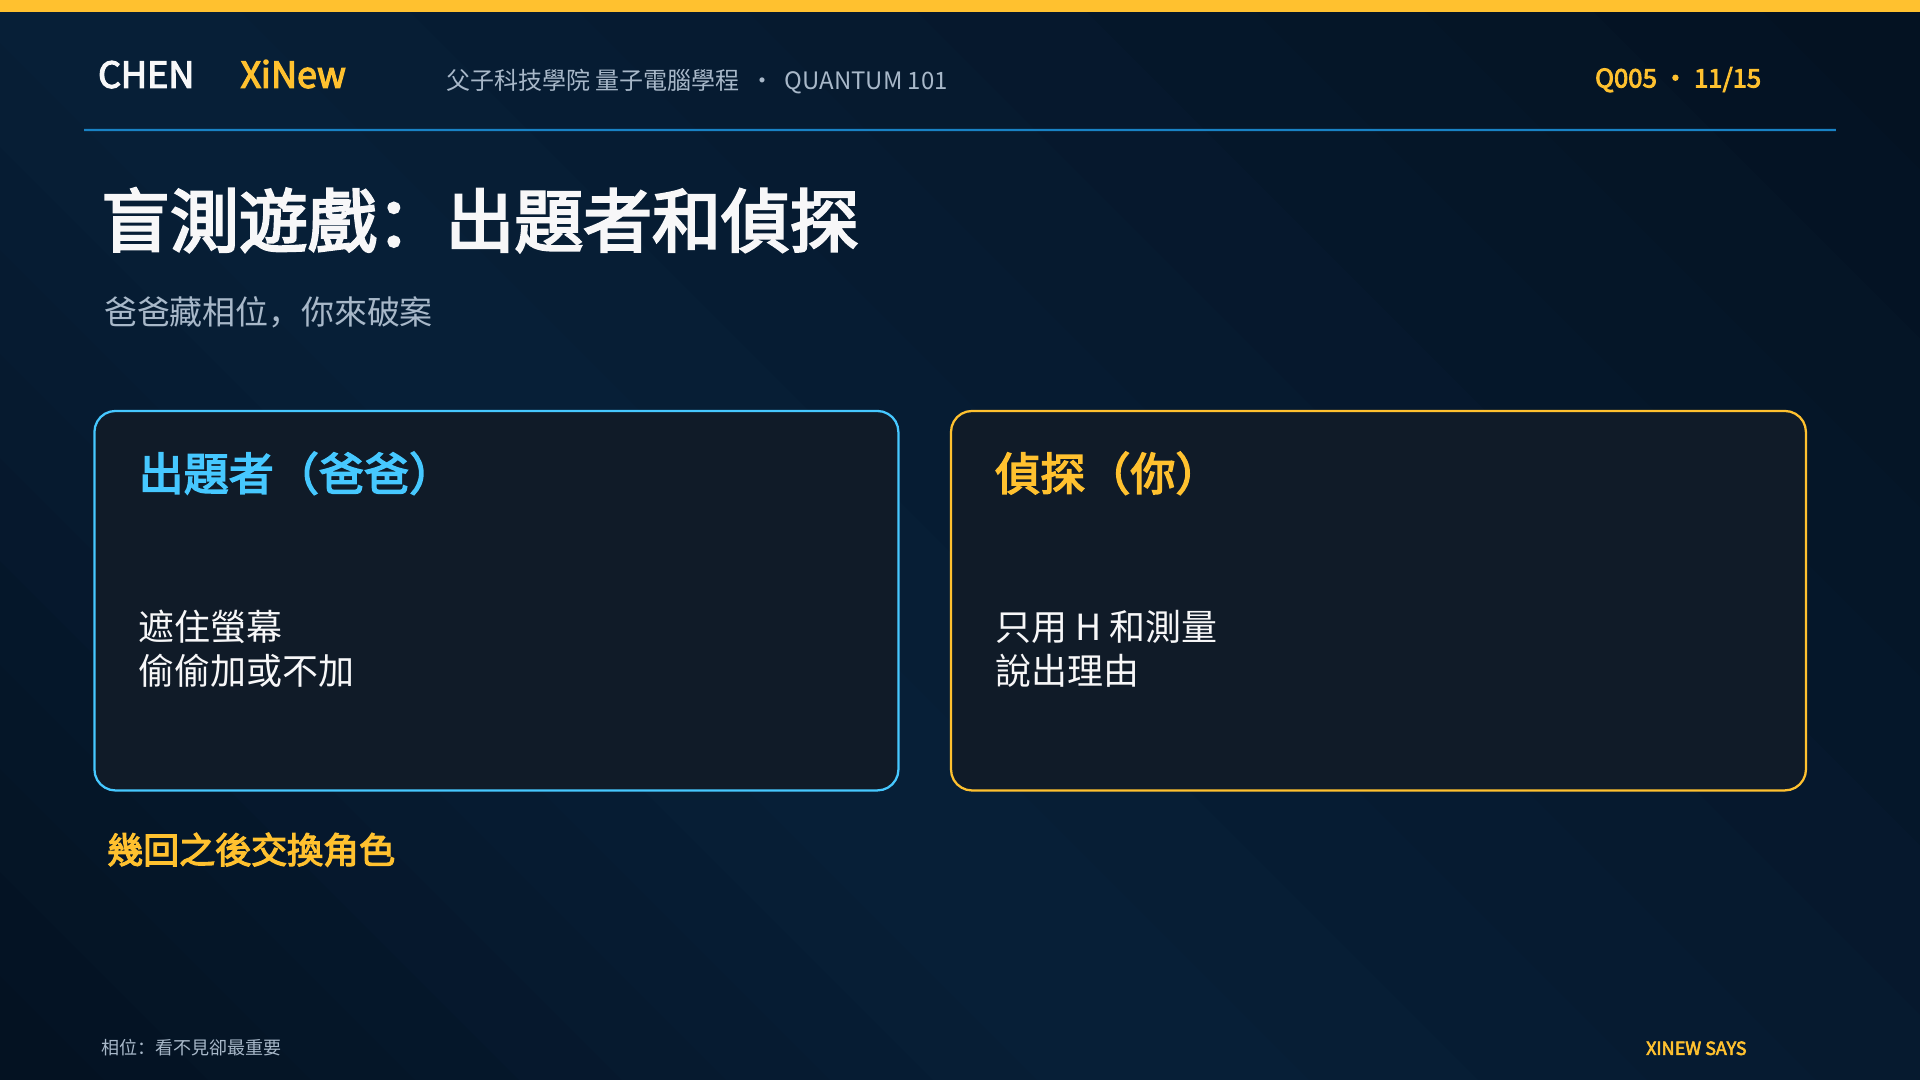 CHEN XiNew 父子科技學院 量子電腦學程 • QUANTUM 101 Q005 • 11/15
盲測遊戲：出題者和偵探
爸爸藏相位，你來破案
出題者（爸爸）
遮住螢幕
偷偷加或不加
偵探（你）
只用 H 和測量
說出理由
幾回之後交換角色
相位：看不見卻最重要
XINEW SAYS